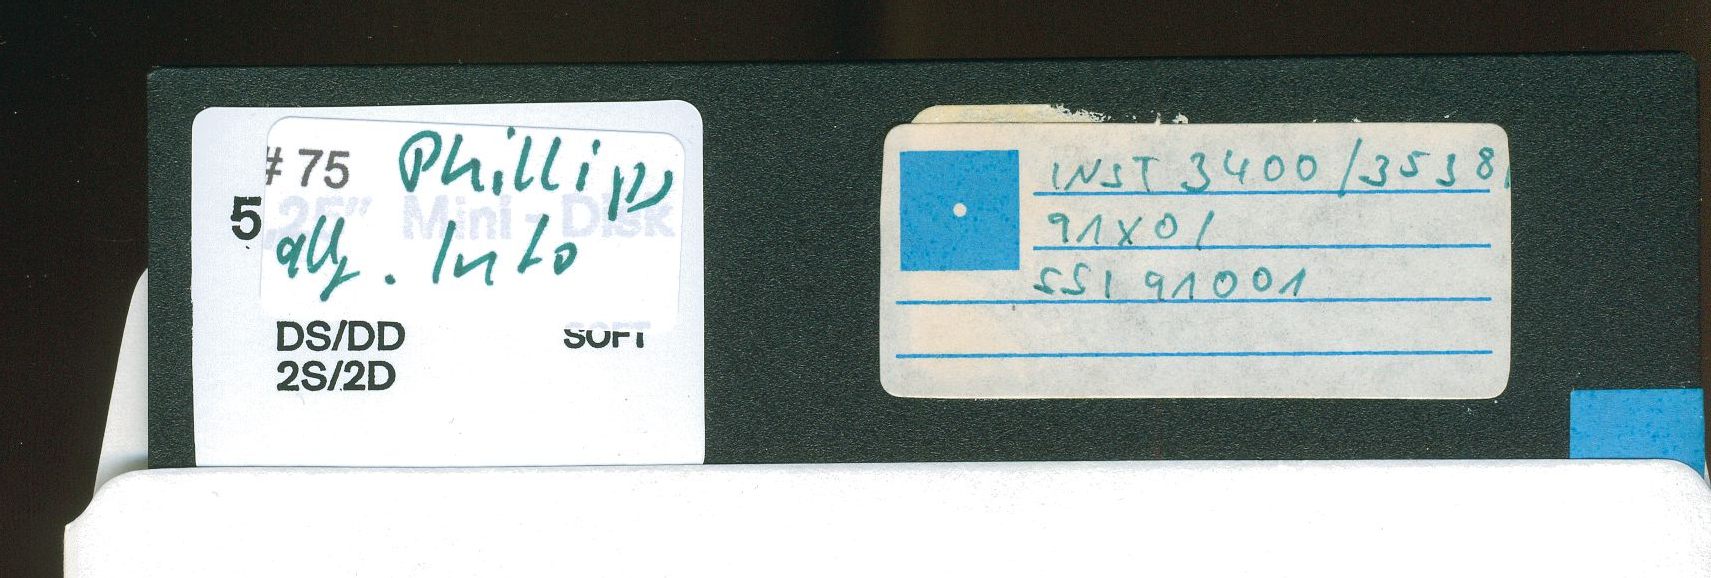 # 75 Phillips
5.25" Mini-Disk
allg. Info
DS/DD SOFT
2S/2D
INST 3400/3538
91X01
SSI 91001